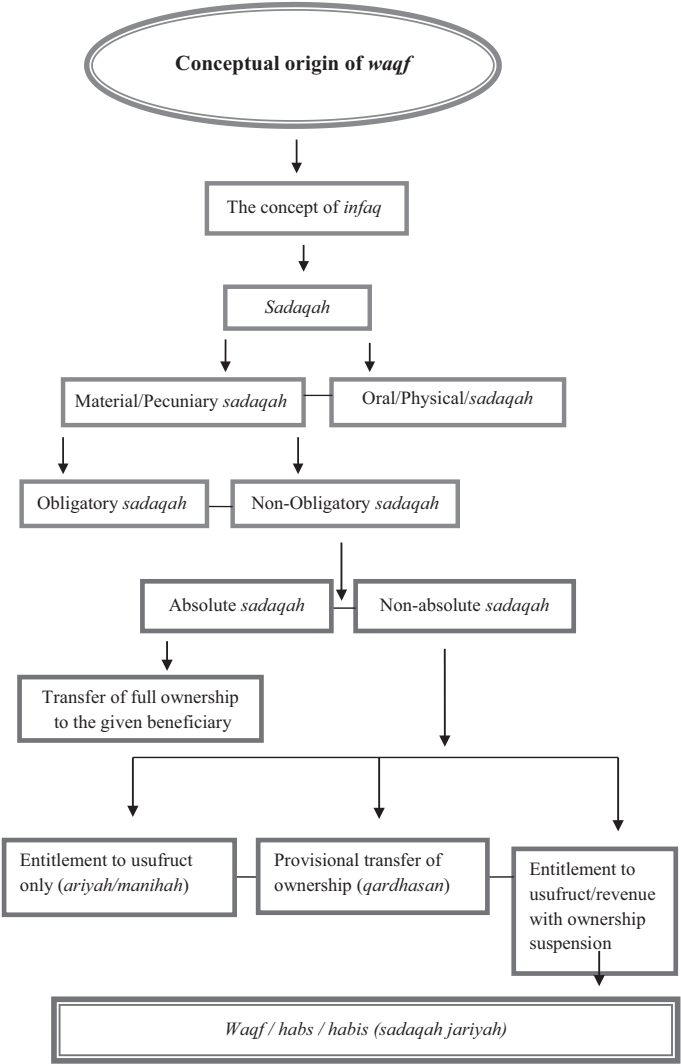 Conceptual origin of waqf
The concept of infaq
Sadaqah
Material/Pecuniary sadaqah
Oral/Physical/sadaqah
Obligatory sadaqah
Non-Obligatory sadaqah
Absolute sadaqah
Non-absolute sadaqah
Transfer of full ownership
to the given beneficiary
Entitlement to usufruct
only (ariyah/manihah)
Provisional transfer of
ownership (qardhasan)
Entitlement to
usufruct/revenue
with ownership
suspension
Waqf / habs / habis (sadaqah jariyah)